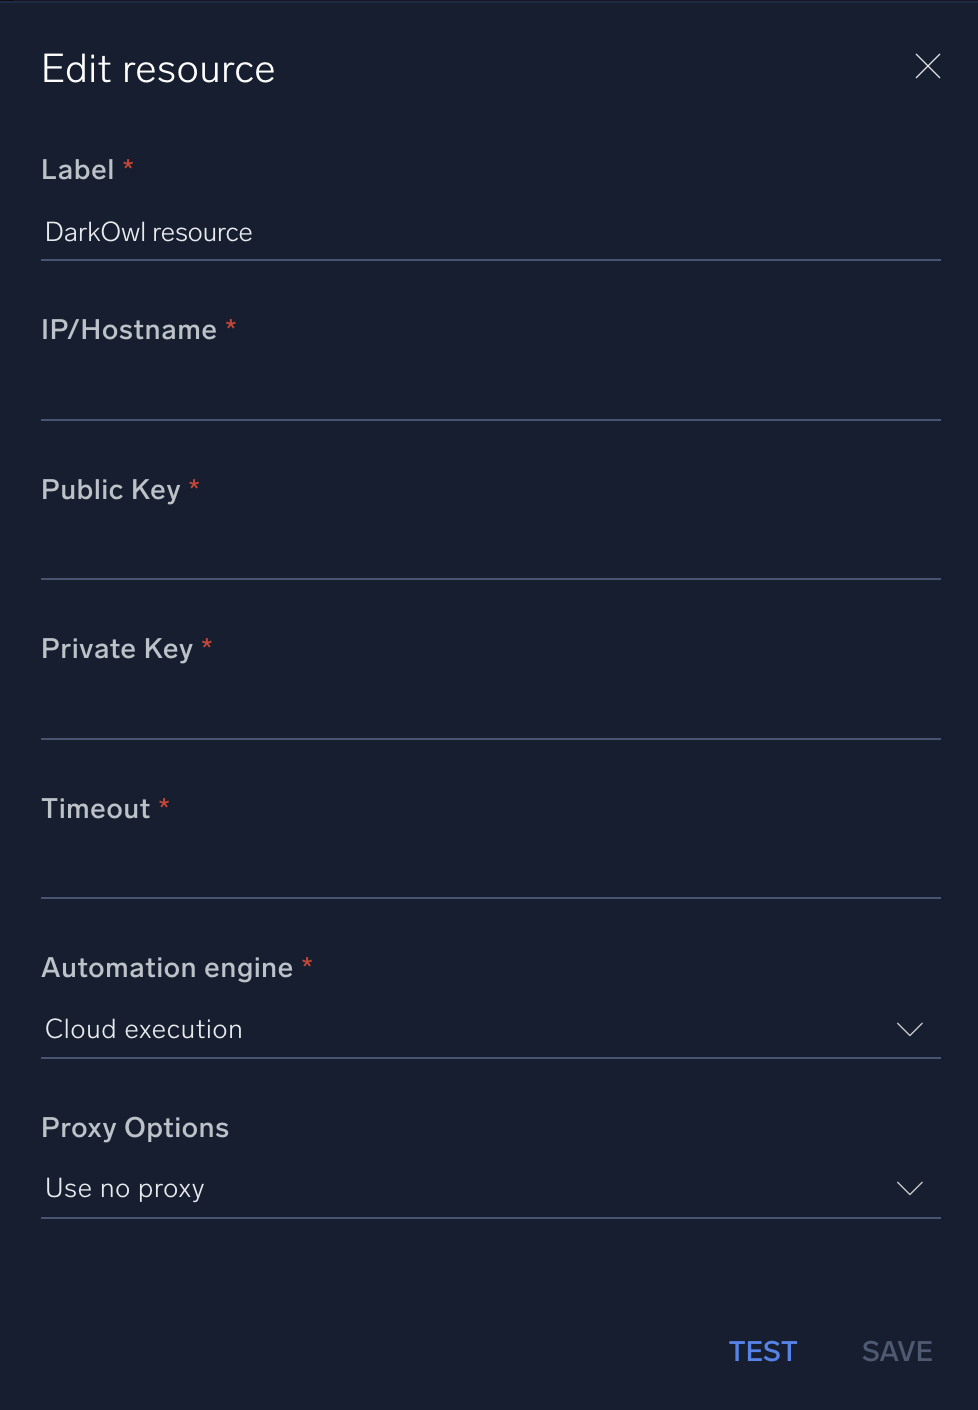 Edit resource
Label *
DarkOwl resource
IP/Hostname *
Public Key *
Private Key *
Timeout *
Automation engine *
Cloud execution
Proxy Options
Use no proxy
TEST SAVE